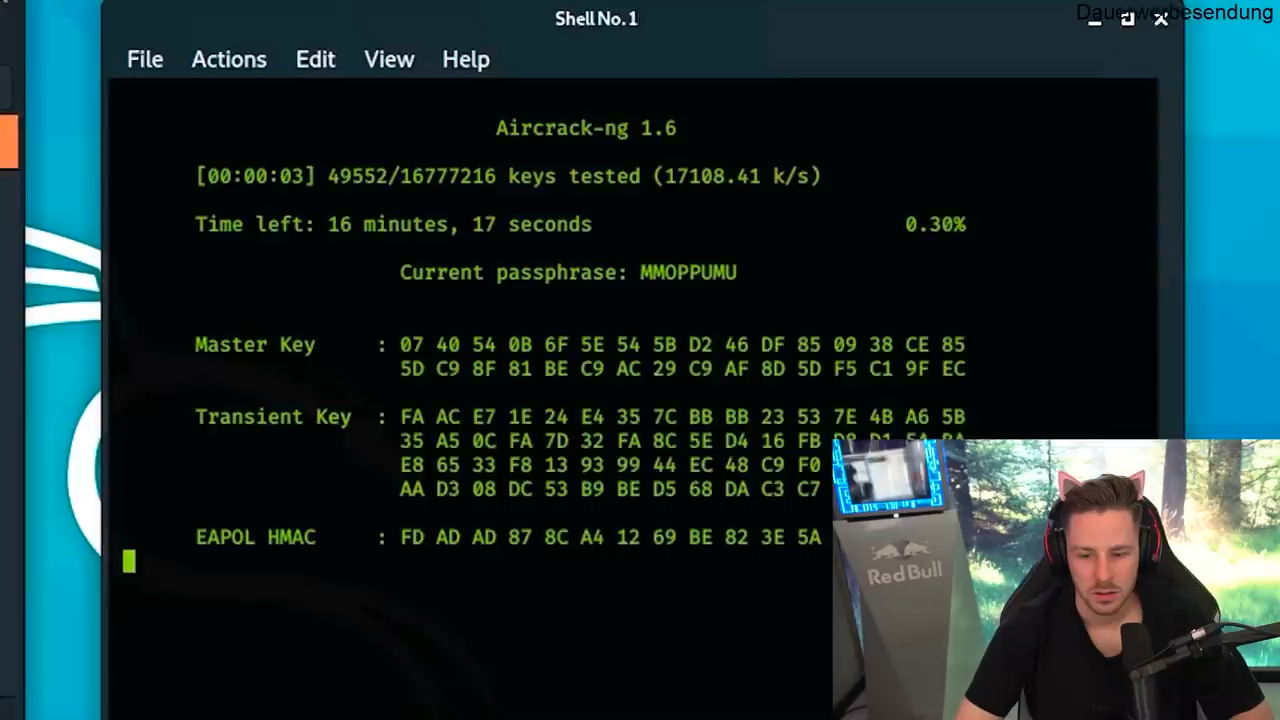 Dauerwerbesendung
Shell No. 1
File Actions Edit View Help
Aircrack-ng 1.6
[00:00:03] 49552/16777216 keys tested (17108.41 k/s)
Time left: 16 minutes, 17 seconds 0.30%
Current passphrase: MMOPPUMU
Master Key : 07 40 54 0B 6F 5E 54 5B D2 46 DF 85 09 38 CE 85
5D C9 8F 81 BE C9 AC 29 C9 AF 8D 5D F5 C1 9F EC
Transient Key : FA AC E7 1E 24 E4 35 7C BB BB 23 53 7E 4B A6 5B
35 A5 0C FA 7D 32 FA 8C 5E D4 16 FB
E8 65 33 F8 13 93 99 44 EC 48 C9 F0
AA D3 08 DC 53 B9 BE D5 68 DA C3 C7
EAPOL HMAC : FD AD AD 87 8C A4 12 69 BE 82 3E 5A
Red Bull